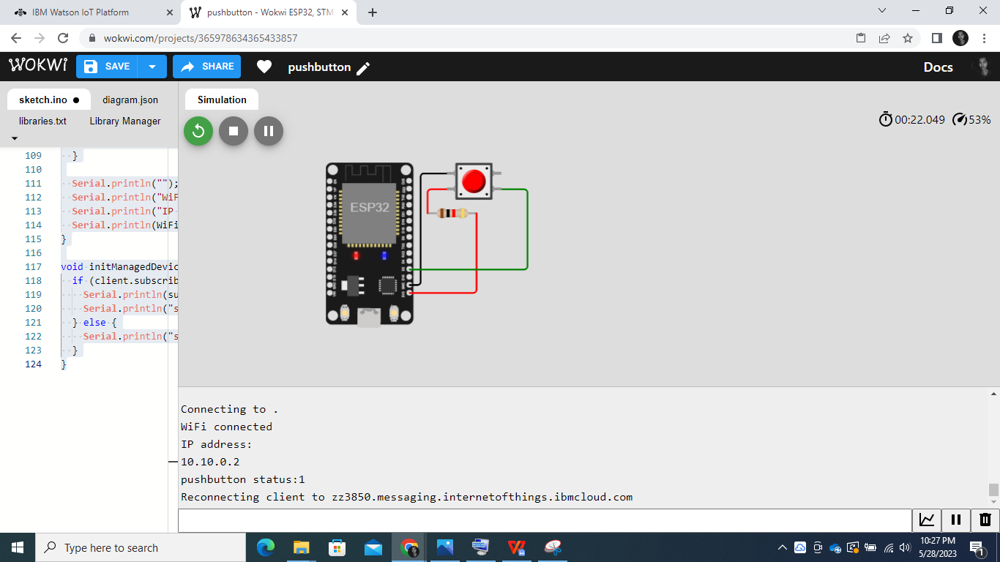 IBM Watson IoT Platform
pushbutton - Wokwi ESP32, STM
wokwi.com/projects/365978634365433857
WOKWI
SAVE
SHARE
pushbutton
Docs
sketch.ino
diagram.json
libraries.txt
Library Manager
Simulation
00:22.049
53%
109 }
110
111 Serial.println("");
112 Serial.println("WiF
113 Serial.println("IP
114 Serial.println(WiFi
115 }
116
117 void initManagedDevic
118 if (client.subscrib
119 Serial.println(su
120 Serial.println("s
121 } else {
122 Serial.println("s
123 }
124 }
ESP32
Connecting to .
WiFi connected
IP address:
10.10.0.2
pushbutton status:1
Reconnecting client to zz3850.messaging.internetofthings.ibmcloud.com
Type here to search
10:27 PM
5/28/2023
1